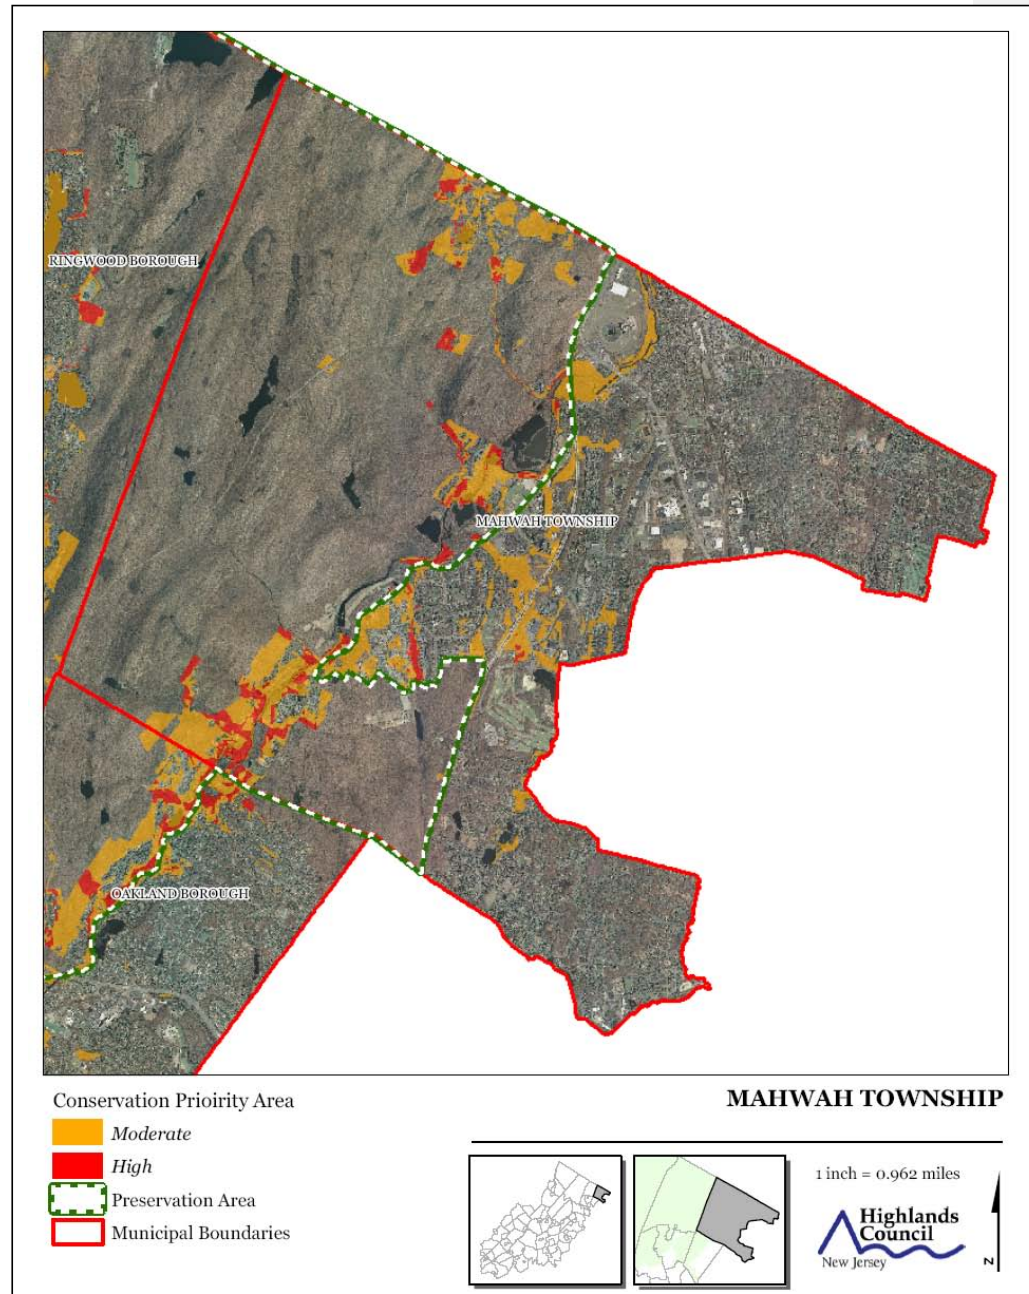 RINGWOOD BOROUGH
MAHWAH TOWNSHIP
OAKLAND BOROUGH
Conservation Prioirity Area
Moderate
High
Preservation Area
Municipal Boundaries
MAHWAH TOWNSHIP
1 inch = 0.962 miles
Highlands
Council
New Jersey
N